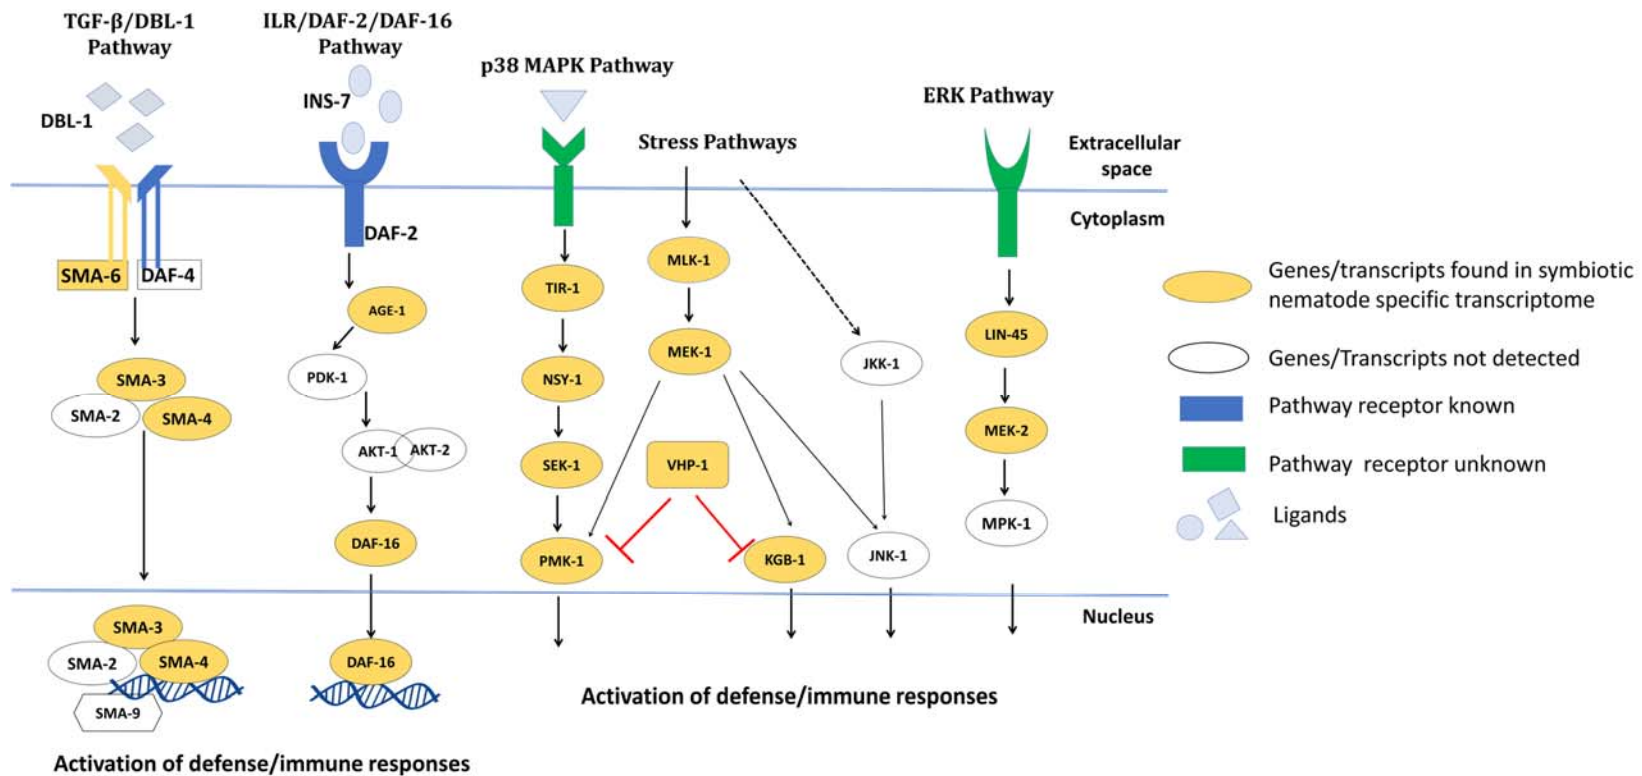 TGF-β/DBL-1
Pathway
DBL-1
SMA-6
DAF-4
SMA-3
SMA-2
SMA-4
SMA-3
SMA-2
SMA-4
SMA-9
Activation of defense/immune responses
ILR/DAF-2/DAF-16
Pathway
INS-7
DAF-2
AGE-1
PDK-1
AKT-1
AKT-2
DAF-16
DAF-16
p38 MAPK Pathway
TIR-1
NSY-1
SEK-1
PMK-1
Stress Pathways
MLK-1
MEK-1
VHP-1
KGB-1
JKK-1
JNK-1
ERK Pathway
LIN-45
MEK-2
MPK-1
Activation of defense/immune responses
Extracellular
space
Cytoplasm
Nucleus
Genes/transcripts found in symbiotic
nematode specific transcriptome
Genes/Transcripts not detected
Pathway receptor known
Pathway receptor unknown
Ligands